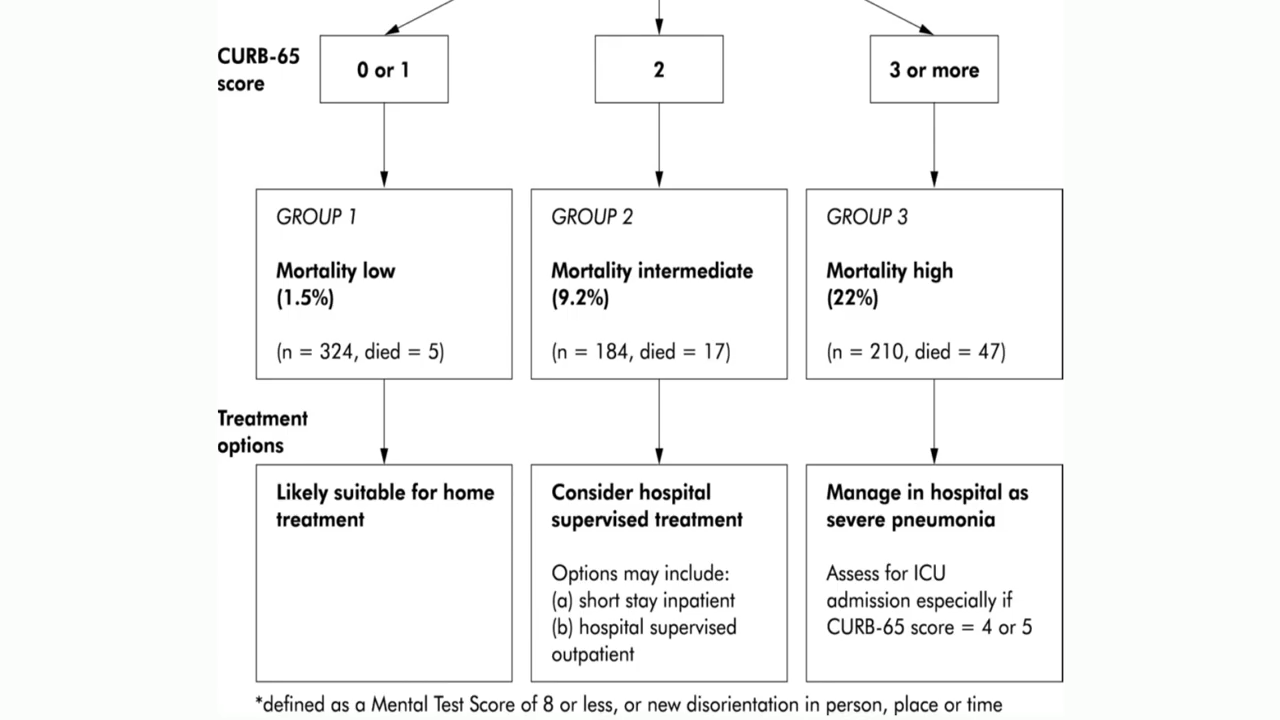 CURB-65
score
0 or 1
2
3 or more
GROUP 1
Mortality low
(1.5%)
(n = 324, died = 5)
GROUP 2
Mortality intermediate
(9.2%)
(n = 184, died = 17)
GROUP 3
Mortality high
(22%)
(n = 210, died = 47)
Treatment
options
Likely suitable for home
treatment
Consider hospital
supervised treatment
Options may include:
(a) short stay inpatient
(b) hospital supervised
outpatient
Manage in hospital as
severe pneumonia
Assess for ICU
admission especially if
CURB-65 score = 4 or 5
*defined as a Mental Test Score of 8 or less, or new disorientation in person, place or time